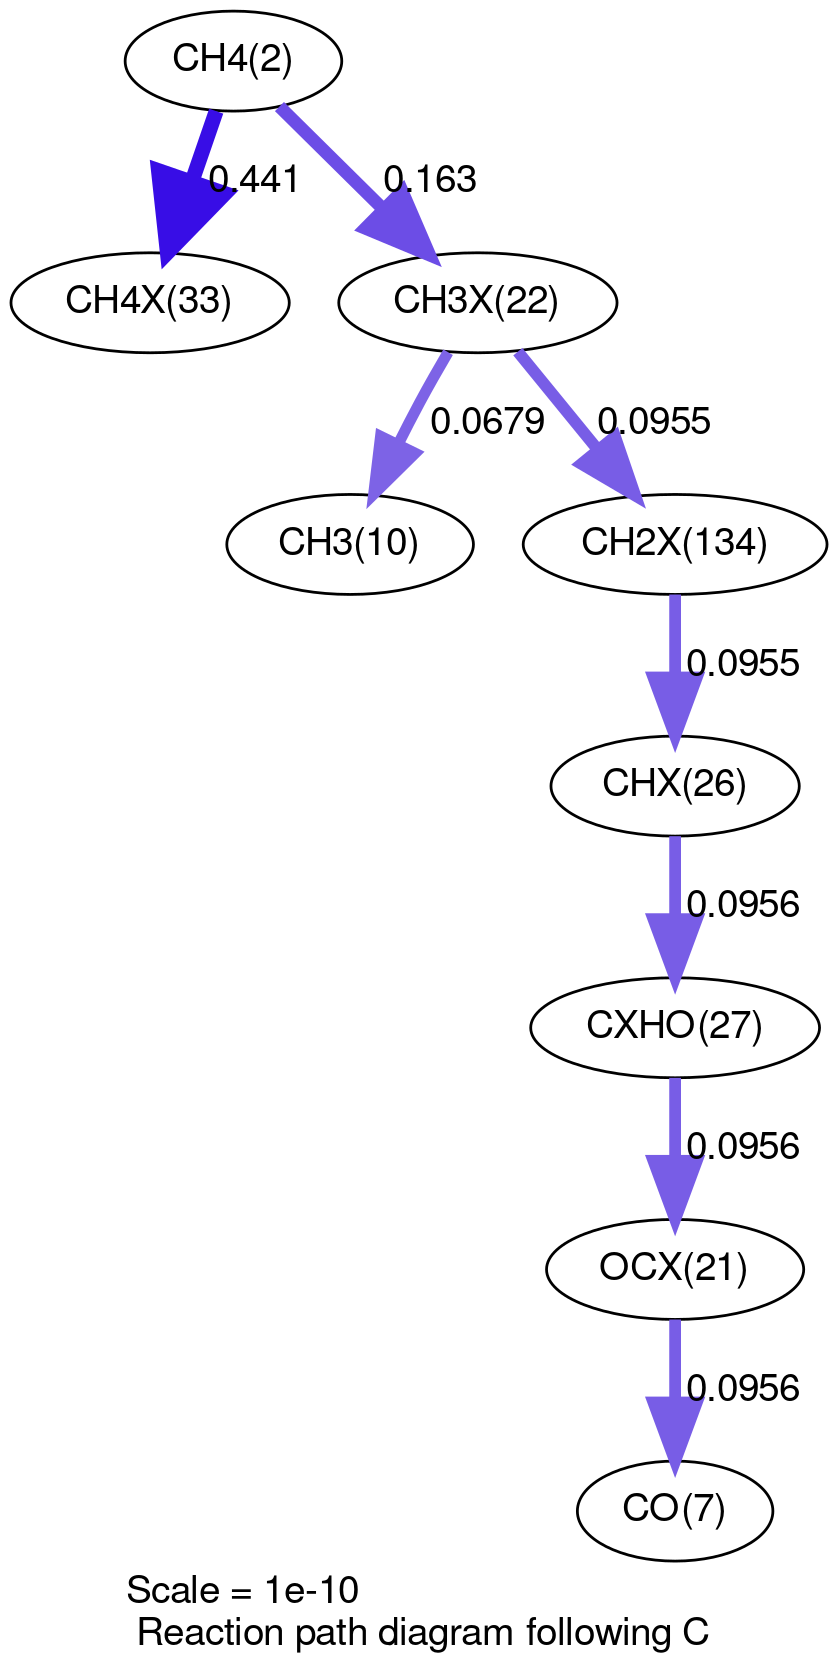 CH4(2)
0.441
0.163
CH4X(33)
CH3X(22)
0.0679
0.0955
CH3(10)
CH2X(134)
0.0955
CHX(26)
0.0956
CXHO(27)
0.0956
OCX(21)
0.0956
CO(7)
Scale = 1e-10
Reaction path diagram following C